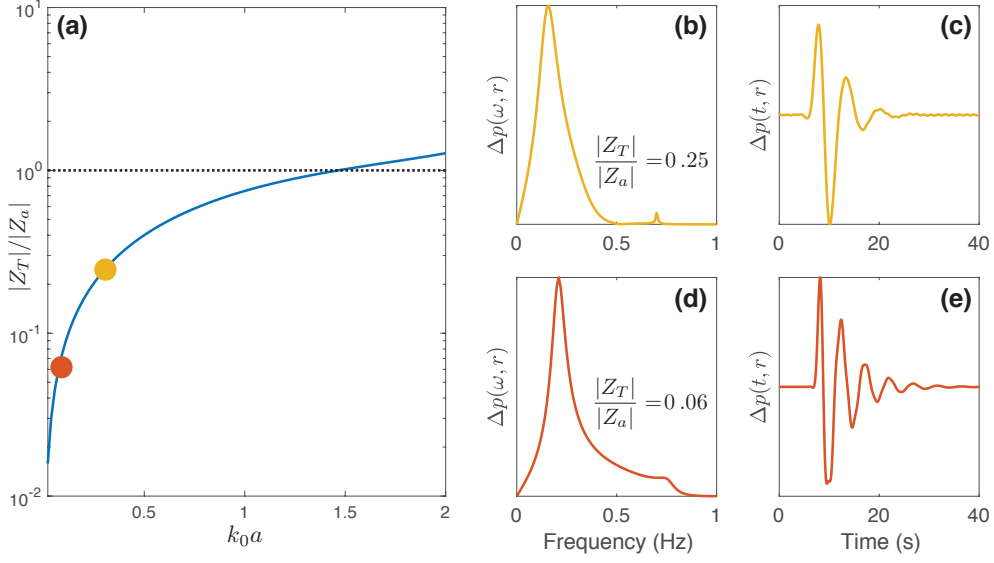 (a)
|Z_T|/|Z_a|
10^1
10^0
10^-1
10^-2
0.5
1
1.5
2
k_0a
(b)
Δp(ω, r)
|Z_T|
|Z_a|
=0.25
0
0.5
1
(c)
Δp(t, r)
0
20
40
(d)
Δp(ω, r)
|Z_T|
|Z_a|
=0.06
0
0.5
1
Frequency (Hz)
(e)
Δp(t, r)
0
20
40
Time (s)